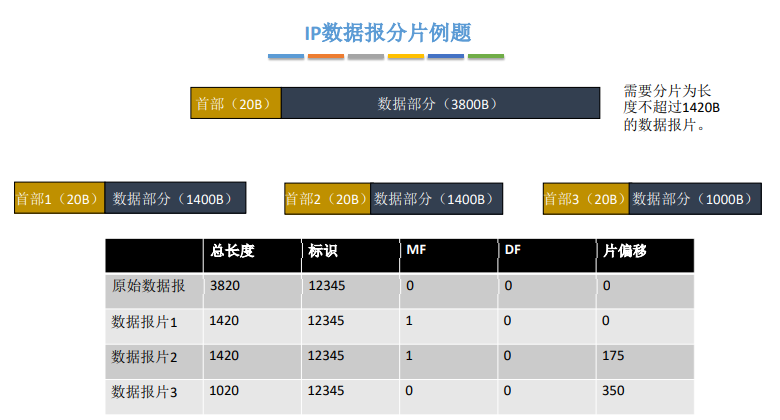 IP数据报分片例题
首部（20B）
数据部分（3800B）
需要分片为长
度不超过1420B
的数据报片。
首部1（20B）
数据部分（1400B）
首部2（20B）
数据部分（1400B）
首部3（20B）
数据部分（1000B）
总长度 标识 MF DF 片偏移
原始数据报 3820 12345 0 0 0
数据报片1 1420 12345 1 0 0
数据报片2 1420 12345 1 0 175
数据报片3 1020 12345 0 0 350